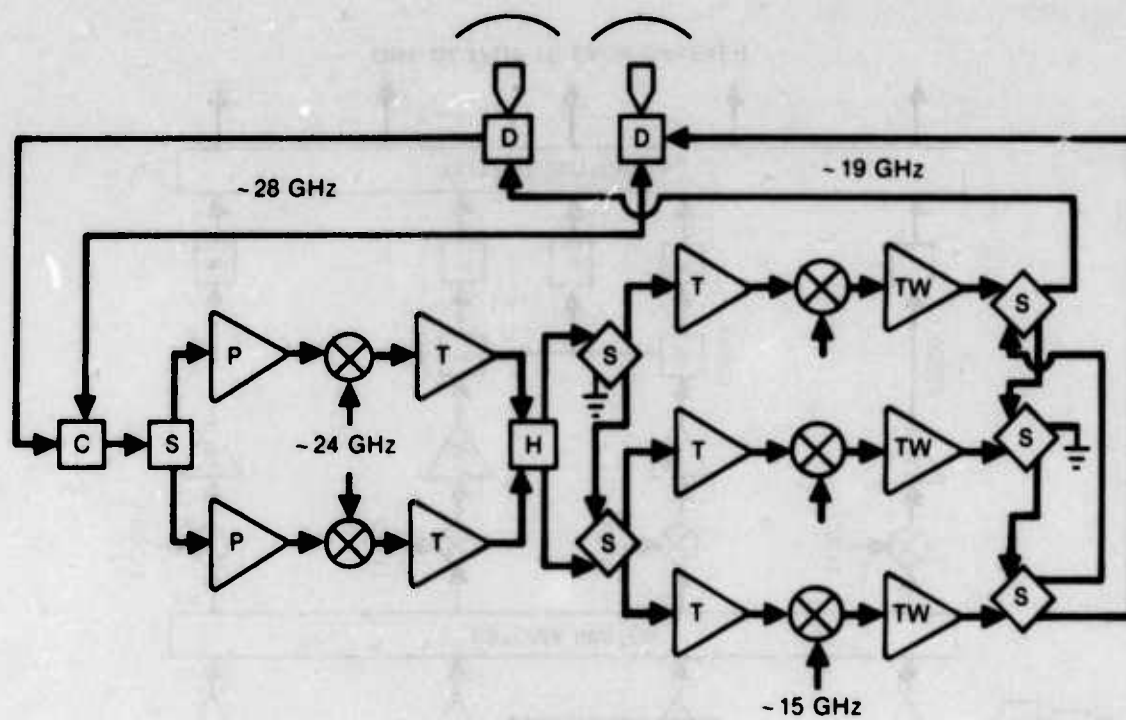 D D
~28 GHz ~19 GHz
T TW S
P T S
C S ~24 GHz H T TW S
P T S
T TW S
~15 GHz